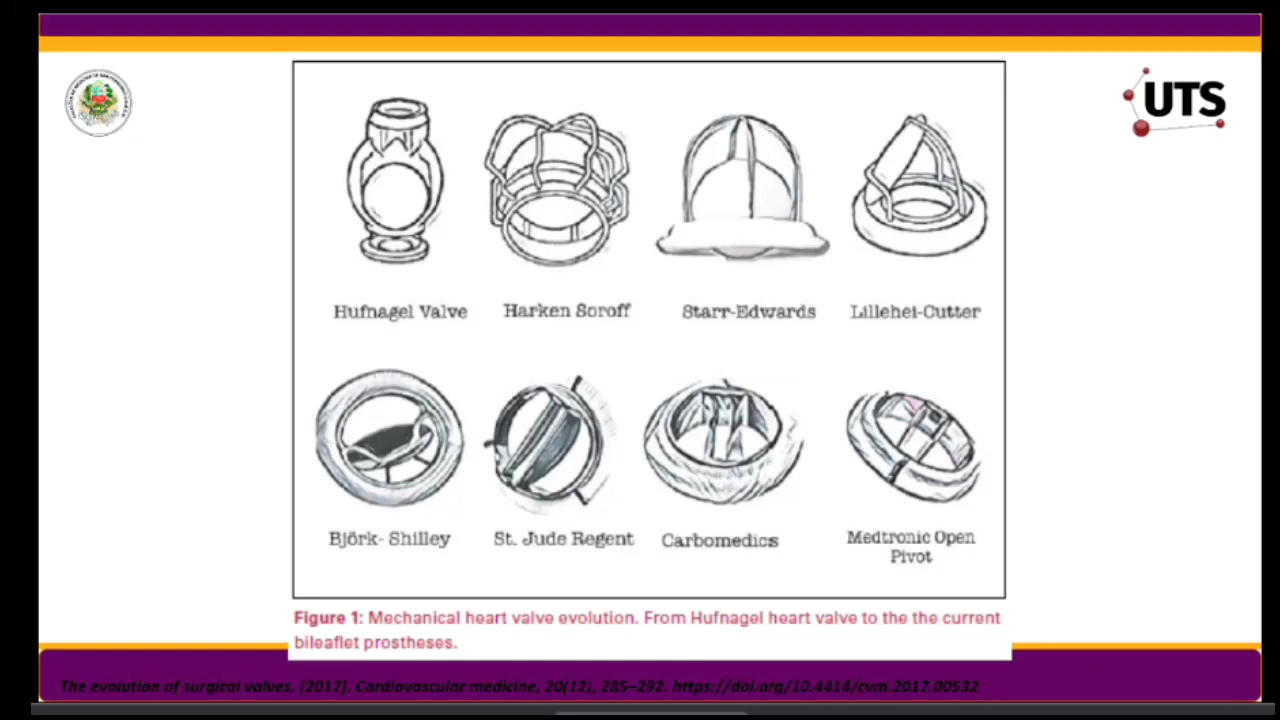 UTS
Hufnagel Valve
Harken Soroff
Starr-Edwards
Lillehei-Cutter
Björk- Shilley
St. Jude Regent
Carbomedics
Medtronic Open
Pivot
Figure 1: Mechanical heart valve evolution. From Hufnagel heart valve to the the current
bileaflet prostheses.
The evolution of surgical valves. (2017). Cardiovascular medicine, 20(12), 285–292. https://doi.org/10.4414/cvm.2017.00532